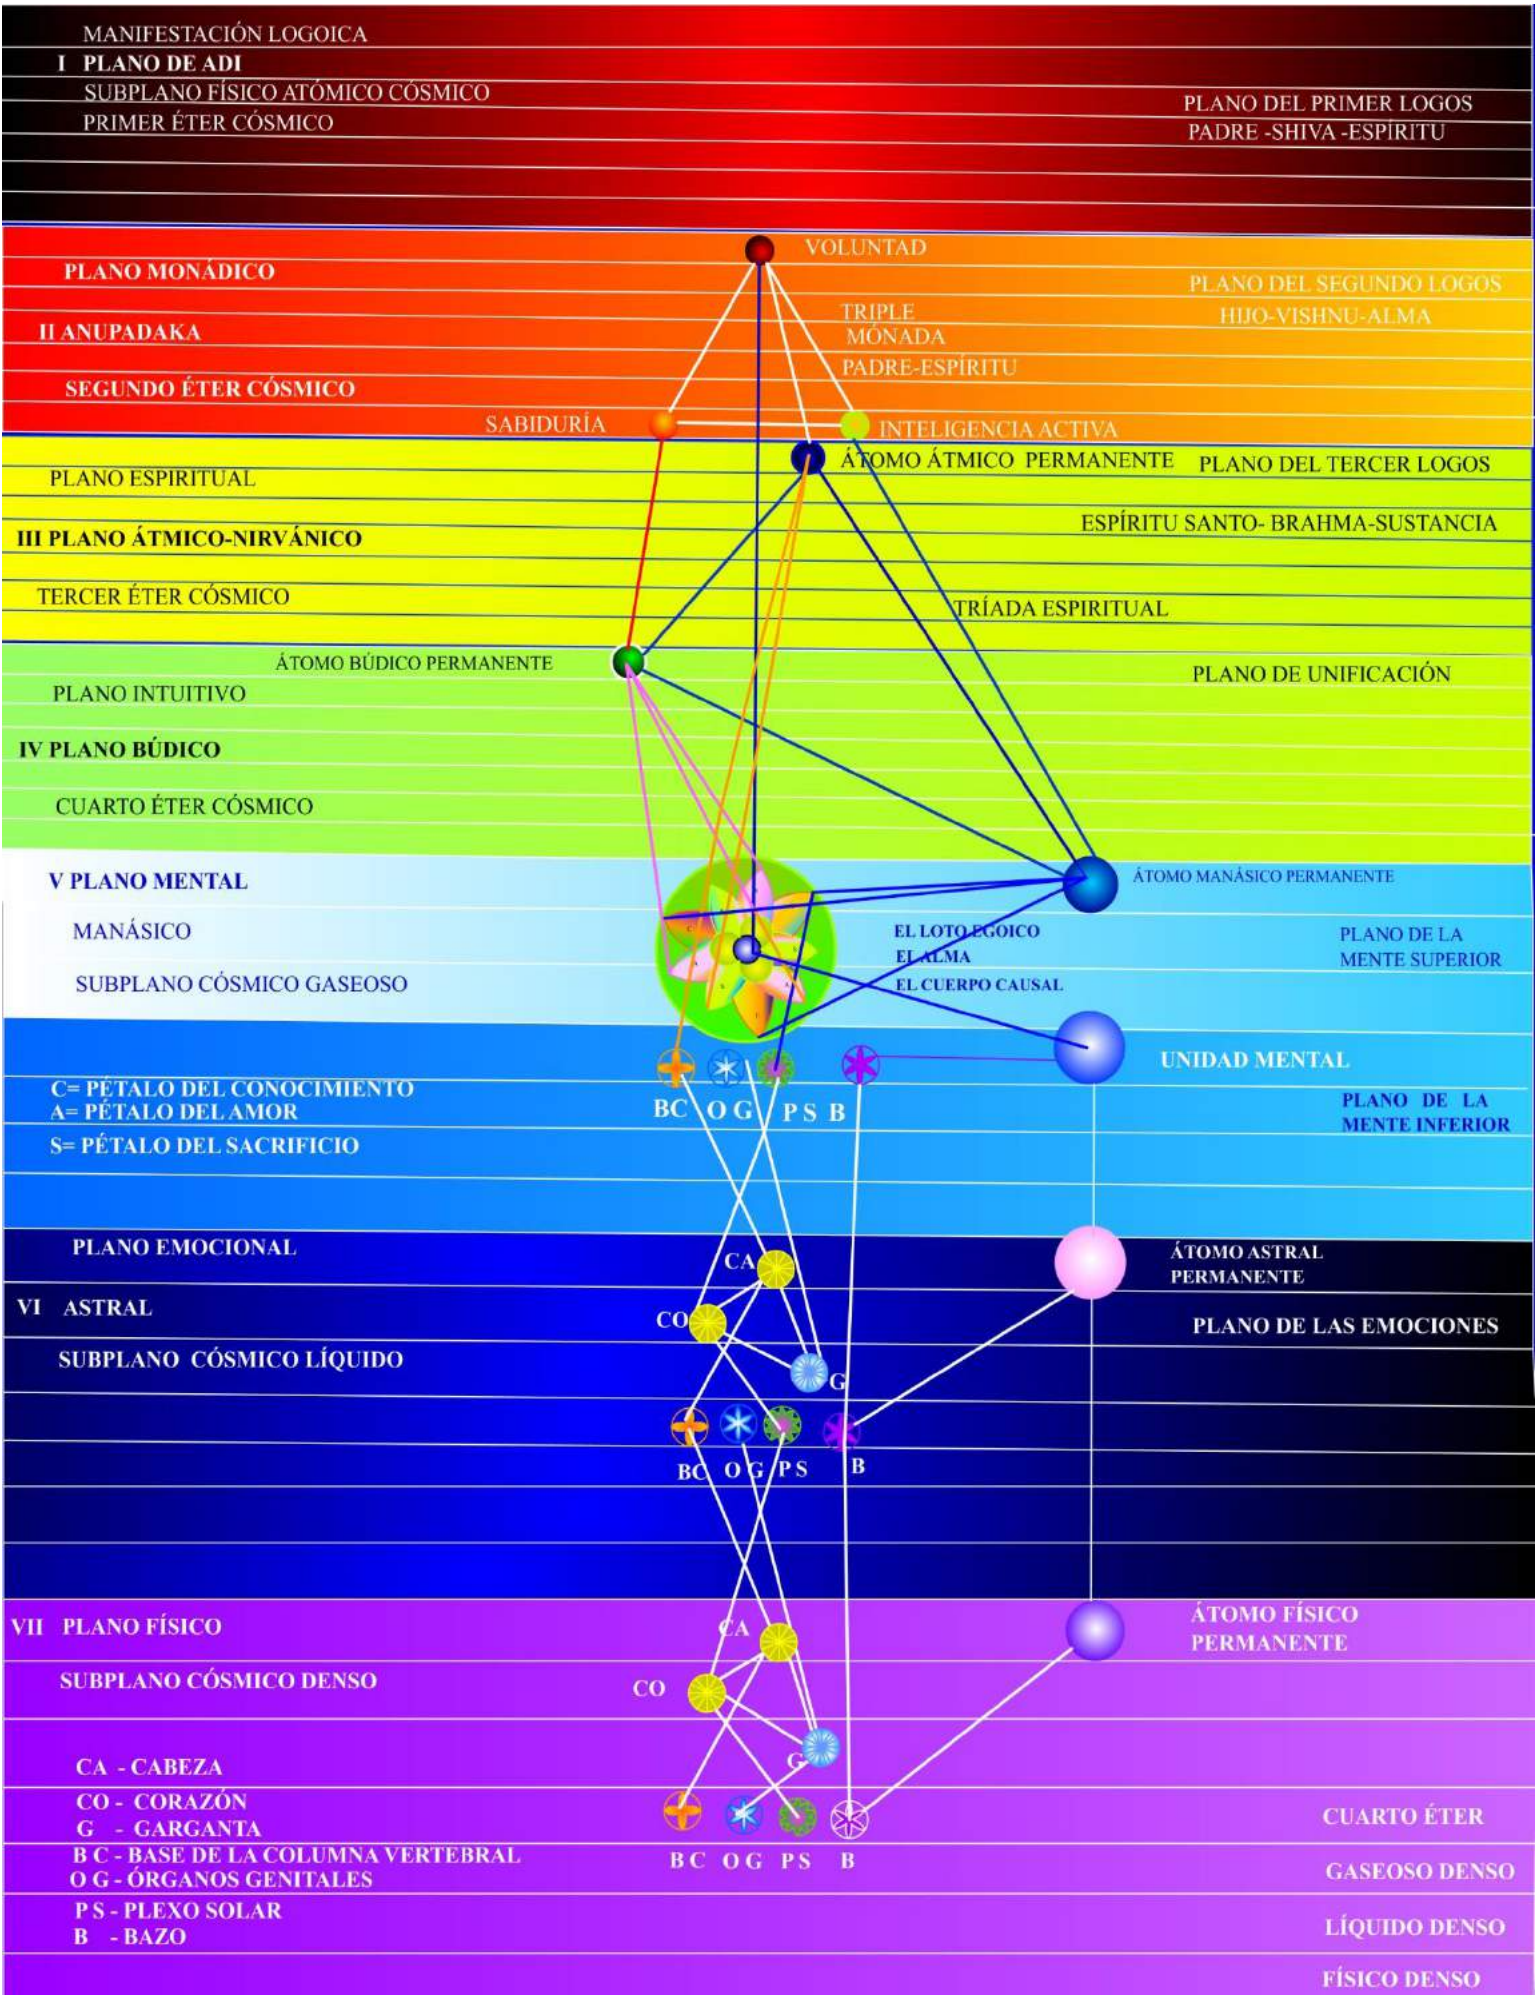 MANIFESTACIÓN LOGOICA
I PLANO DE ADI
SUBPLANO FÍSICO ATÓMICO CÓSMICO
PLANO DEL PRIMER LOGOS
PRIMER ÉTER CÓSMICO
PADRE -SHIVA -ESPÍRITU
VOLUNTAD
PLANO MONÁDICO
PLANO DEL SEGUNDO LOGOS
TRIPLE
HIJO-VISHNU-ALMA
MÓNADA
II ANUPADAKA
PADRE-ESPÍRITU
SEGUNDO ÉTER CÓSMICO
SABIDURÍA
INTELIGENCIA ACTIVA
ÁTOMO ÁTMICO PERMANENTE
PLANO DEL TERCER LOGOS
PLANO ESPIRITUAL
ESPÍRITU SANTO- BRAHMA-SUSTANCIA
III PLANO ÁTMICO-NIRVÁNICO
TERCER ÉTER CÓSMICO
TRÍADA ESPIRITUAL
ÁTOMO BÚDICO PERMANENTE
PLANO DE UNIFICACIÓN
PLANO INTUITIVO
IV PLANO BÚDICO
CUARTO ÉTER CÓSMICO
V PLANO MENTAL
ÁTOMO MANÁSICO PERMANENTE
MANÁSICO
EL LOTO EGOICO
PLANO DE LA
MENTE SUPERIOR
EL ALMA
SUBPLANO CÓSMICO GASEOSO
EL CUERPO CAUSAL
UNIDAD MENTAL
C= PÉTALO DEL CONOCIMIENTO
A= PÉTALO DEL AMOR
BC O G P S B
PLANO DE LA
MENTE INFERIOR
S= PÉTALO DEL SACRIFICIO
PLANO EMOCIONAL
CA
ÁTOMO ASTRAL
PERMANENTE
VI ASTRAL
CO
PLANO DE LAS EMOCIONES
SUBPLANO CÓSMICO LÍQUIDO
G
BC O G P S B
VII PLANO FÍSICO
CA
ÁTOMO FÍSICO
PERMANENTE
SUBPLANO CÓSMICO DENSO
CO
G
CA - CABEZA
CO - CORAZÓN
CUARTO ÉTER
G - GARGANTA
B C - BASE DE LA COLUMNA VERTEBRAL
B C O G P S B
O G - ÓRGANOS GENITALES
GASEOSO DENSO
P S - PLEXO SOLAR
B - BAZO
LÍQUIDO DENSO
FÍSICO DENSO